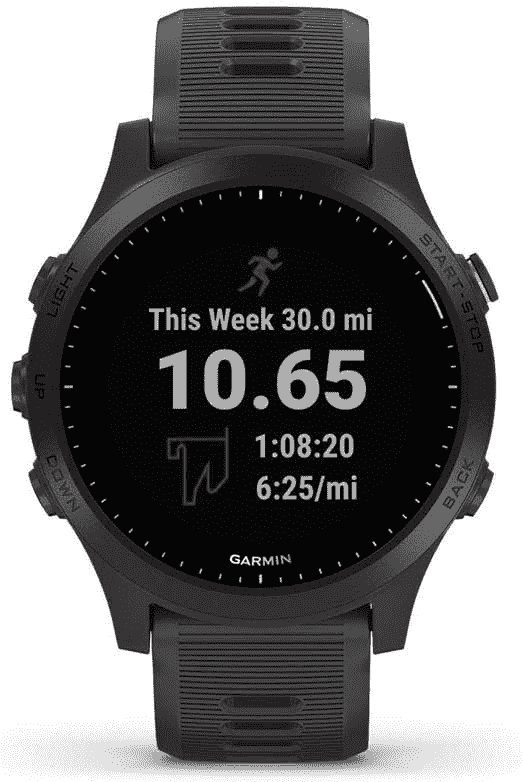 LIGHT
START-STOP
This Week 30.0 mi
10.65
UP
1:08:20
6:25/mi
DOWN
BACK
GARMIN